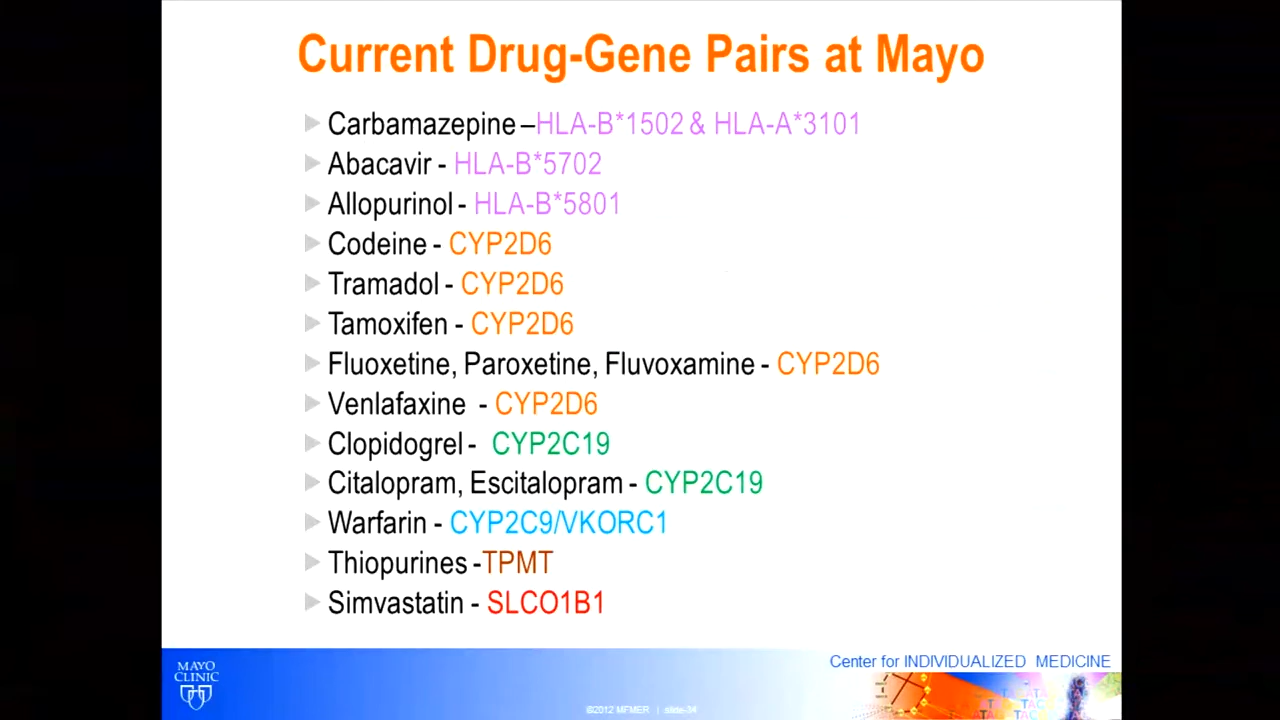 Current Drug-Gene Pairs at Mayo
Carbamazepine –HLA-B*1502 & HLA-A*3101
Abacavir - HLA-B*5702
Allopurinol - HLA-B*5801
Codeine - CYP2D6
Tramadol - CYP2D6
Tamoxifen - CYP2D6
Fluoxetine, Paroxetine, Fluvoxamine - CYP2D6
Venlafaxine - CYP2D6
Clopidogrel - CYP2C19
Citalopram, Escitalopram - CYP2C19
Warfarin - CYP2C9/VKORC1
Thiopurines -TPMT
Simvastatin - SLCO1B1
MAYO
CLINIC
Center for INDIVIDUALIZED MEDICINE
©2012 MFMER | slide-34